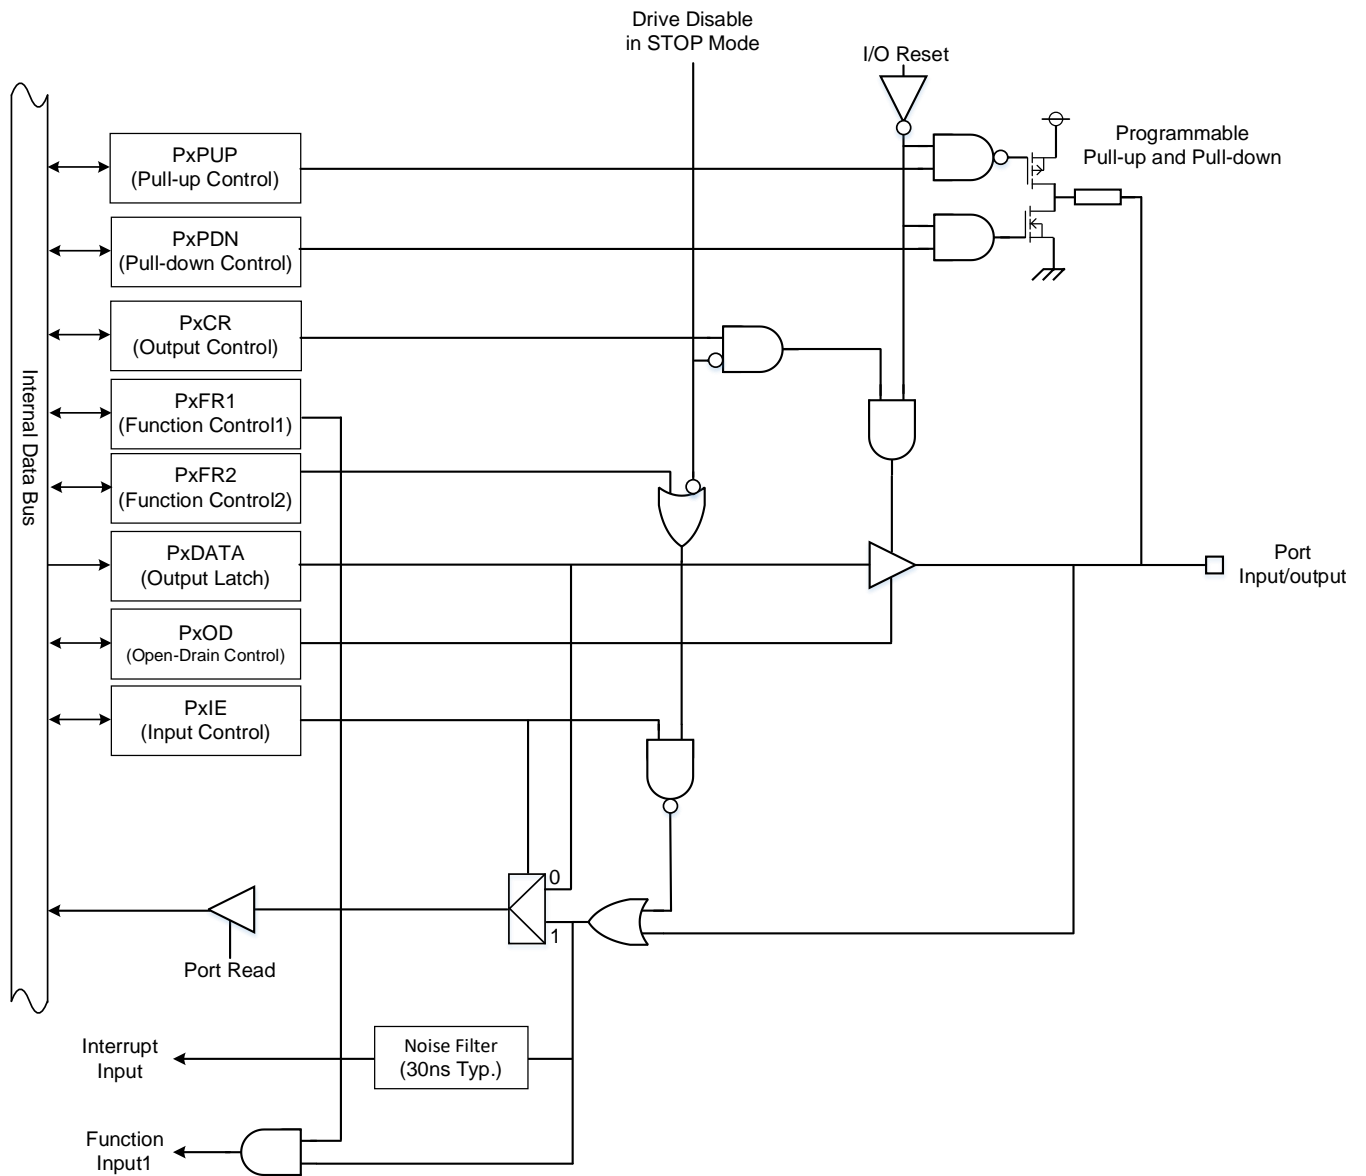 Drive Disable
in STOP Mode
I/O Reset
Programmable
Pull-up and Pull-down
PxPUP
(Pull-up Control)
PxPDN
(Pull-down Control)
PxCR
(Output Control)
PxFR1
(Function Control1)
PxFR2
(Function Control2)
Internal Data Bus
PxDATA
(Output Latch)
Port
Input/output
PxOD
(Open-Drain Control)
PxIE
(Input Control)
0
1
Port Read
Interrupt
Input
Noise Filter
(30ns Typ.)
Function
Input1